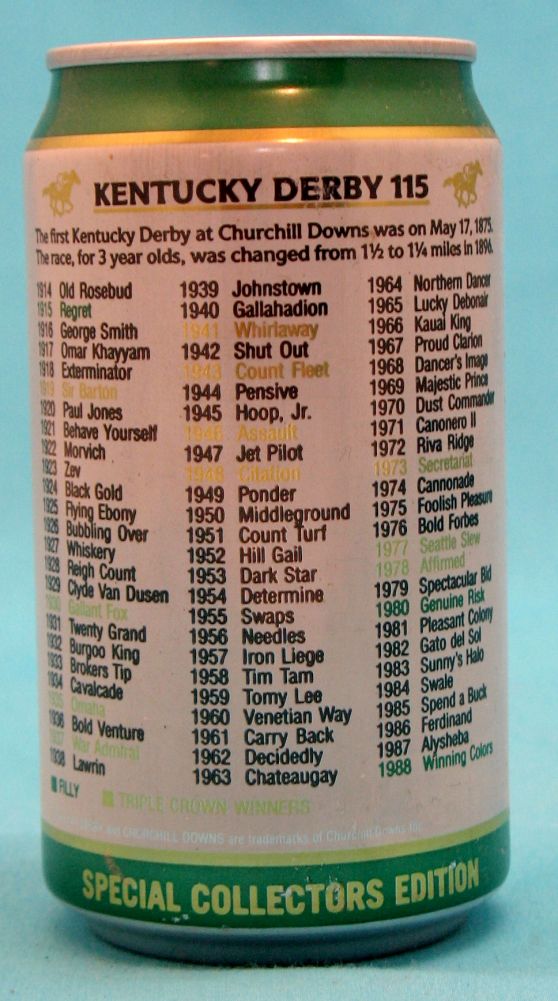 KENTUCKY DERBY 115
The first Kentucky Derby at Churchill Downs was on May 17, 1875.
The race, for 3 year olds, was changed from 1½ to 1¼ miles in 1896.
1914 Old Rosebud
1915 Regret
1916 George Smith
1917 Omar Khayyam
1918 Exterminator
1919 Sir Barton
1920 Paul Jones
1921 Behave Yourself
1922 Morvich
1923 Zev
1924 Black Gold
1925 Flying Ebony
1926 Bubbling Over
1927 Whiskery
1928 Reigh Count
1929 Clyde Van Dusen
1930 Gallant Fox
1931 Twenty Grand
1932 Burgoo King
1933 Brokers Tip
1934 Cavalcade
1935 Omaha
1936 Bold Venture
1937 War Admiral
1938 Lawrin
1939 Johnstown
1940 Gallahadion
1941 Whirlaway
1942 Shut Out
1943 Count Fleet
1944 Pensive
1945 Hoop, Jr.
1946 Assault
1947 Jet Pilot
1948 Citation
1949 Ponder
1950 Middleground
1951 Count Turf
1952 Hill Gail
1953 Dark Star
1954 Determine
1955 Swaps
1956 Needles
1957 Iron Liege
1958 Tim Tam
1959 Tomy Lee
1960 Venetian Way
1961 Carry Back
1962 Decidedly
1963 Chateaugay
1964 Northern Dancer
1965 Lucky Debonair
1966 Kauai King
1967 Proud Clarion
1968 Dancer's Image
1969 Majestic Prince
1970 Dust Commander
1971 Canonero II
1972 Riva Ridge
1973 Secretariat
1974 Cannonade
1975 Foolish Pleasure
1976 Bold Forbes
1977 Seattle Slew
1978 Affirmed
1979 Spectacular Bid
1980 Genuine Risk
1981 Pleasant Colony
1982 Gato del Sol
1983 Sunny's Halo
1984 Swale
1985 Spend a Buck
1986 Ferdinand
1987 Alysheba
1988 Winning Colors
FILLY
TRIPLE CROWN WINNERS
and CHURCHILL DOWNS are trademarks of Churchill Downs Inc.
SPECIAL COLLECTORS EDITION